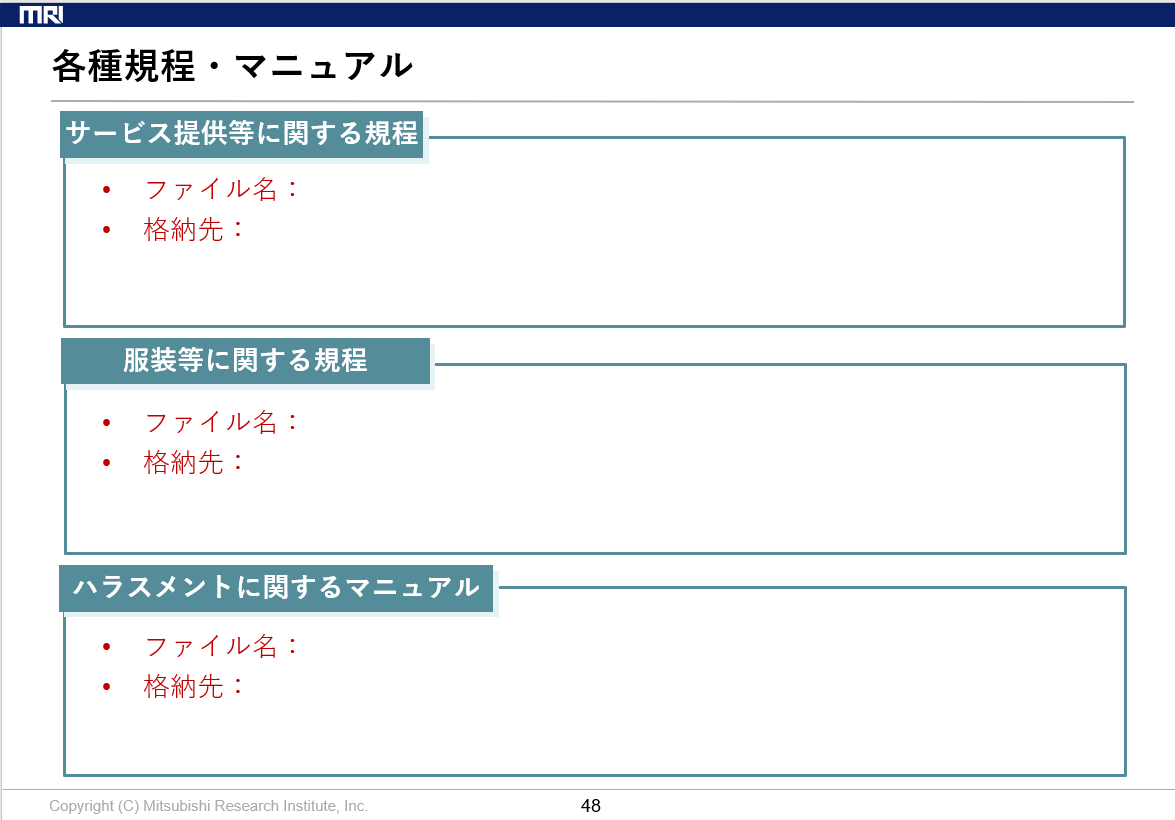 MRI
各種規程・マニュアル
サービス提供等に関する規程
• ファイル名：
• 格納先：
服装等に関する規程
• ファイル名：
• 格納先：
ハラスメントに関するマニュアル
• ファイル名：
• 格納先：
Copyright (C) Mitsubishi Research Institute, Inc.
48